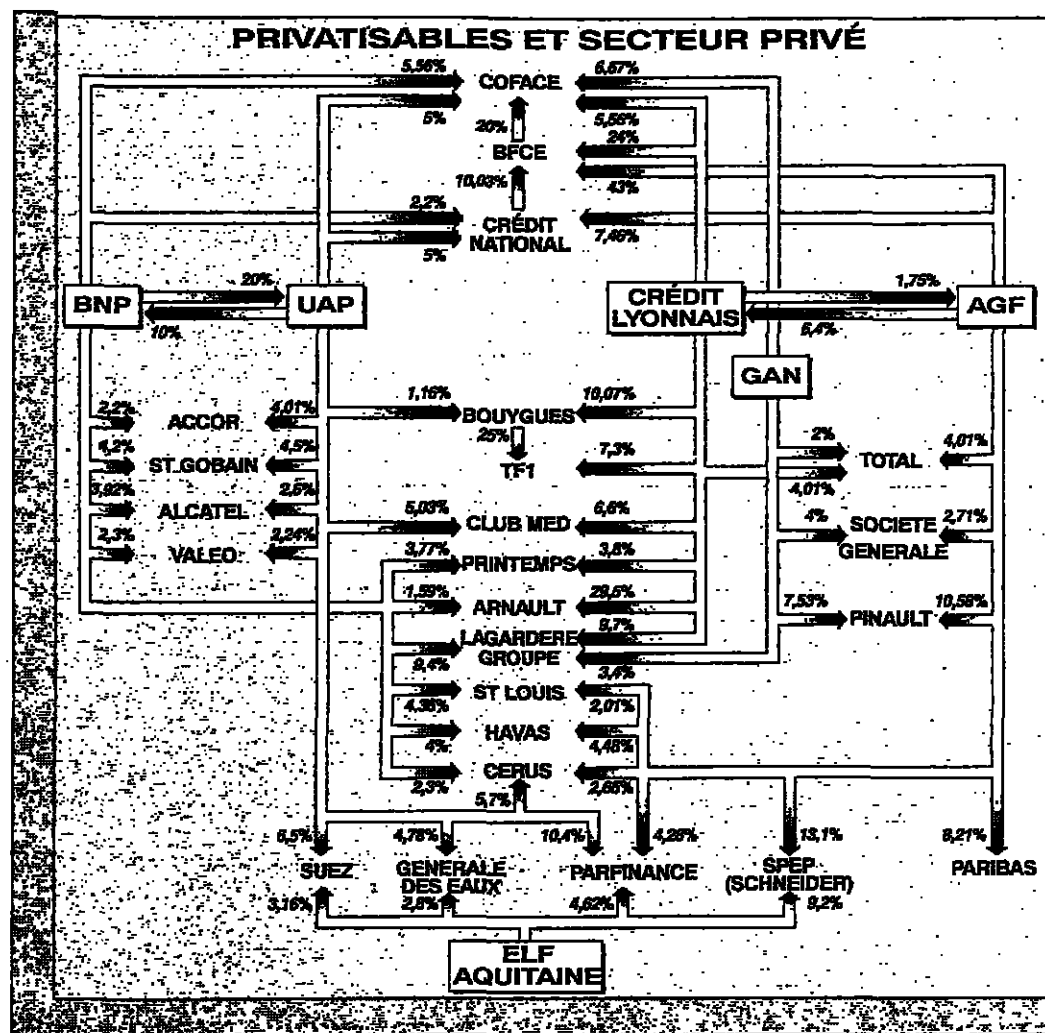 PRIVATISABLES ET SECTEUR PRIVÉ
5,56%
6,67%
COFACE
5%
20%
5,56%
24%
BFCE
10,03%
43%
2,2%
CRÉDIT
NATIONAL
7,46%
5%
BNP
20%
10%
UAP
CRÉDIT
LYONNAIS
1,75%
6,4%
AGF
GAN
2,2%
ACCOR
4,01%
1,16%
BOUYGUES
10,07%
4,2%
ST.GOBAIN
4,5%
25%
TF1
7,3%
2%
TOTAL
4,01%
4,01%
3,92%
ALCATEL
2,6%
5,03%
CLUB MED
6,6%
4%
SOCIETE
GENERALE
2,71%
2,3%
VALEO
2,24%
3,77%
PRINTEMPS
3,8%
1,59%
ARNAULT
29,5%
7,53%
PINAULT
10,58%
LAGARDERE
GROUPE
9,7%
9,4%
3,4%
ST LOUIS
4,36%
2,01%
HAVAS
4%
4,48%
CERUS
2,3%
2,66%
5,7%
6,5%
SUEZ
3,16%
4,78%
GENERALE
DES EAUX
2,8%
10,4%
4,28%
PARFINANCE
4,62%
13,1%
SPEP
(SCHNEIDER)
9,2%
8,21%
PARIBAS
ELF
AQUITAINE